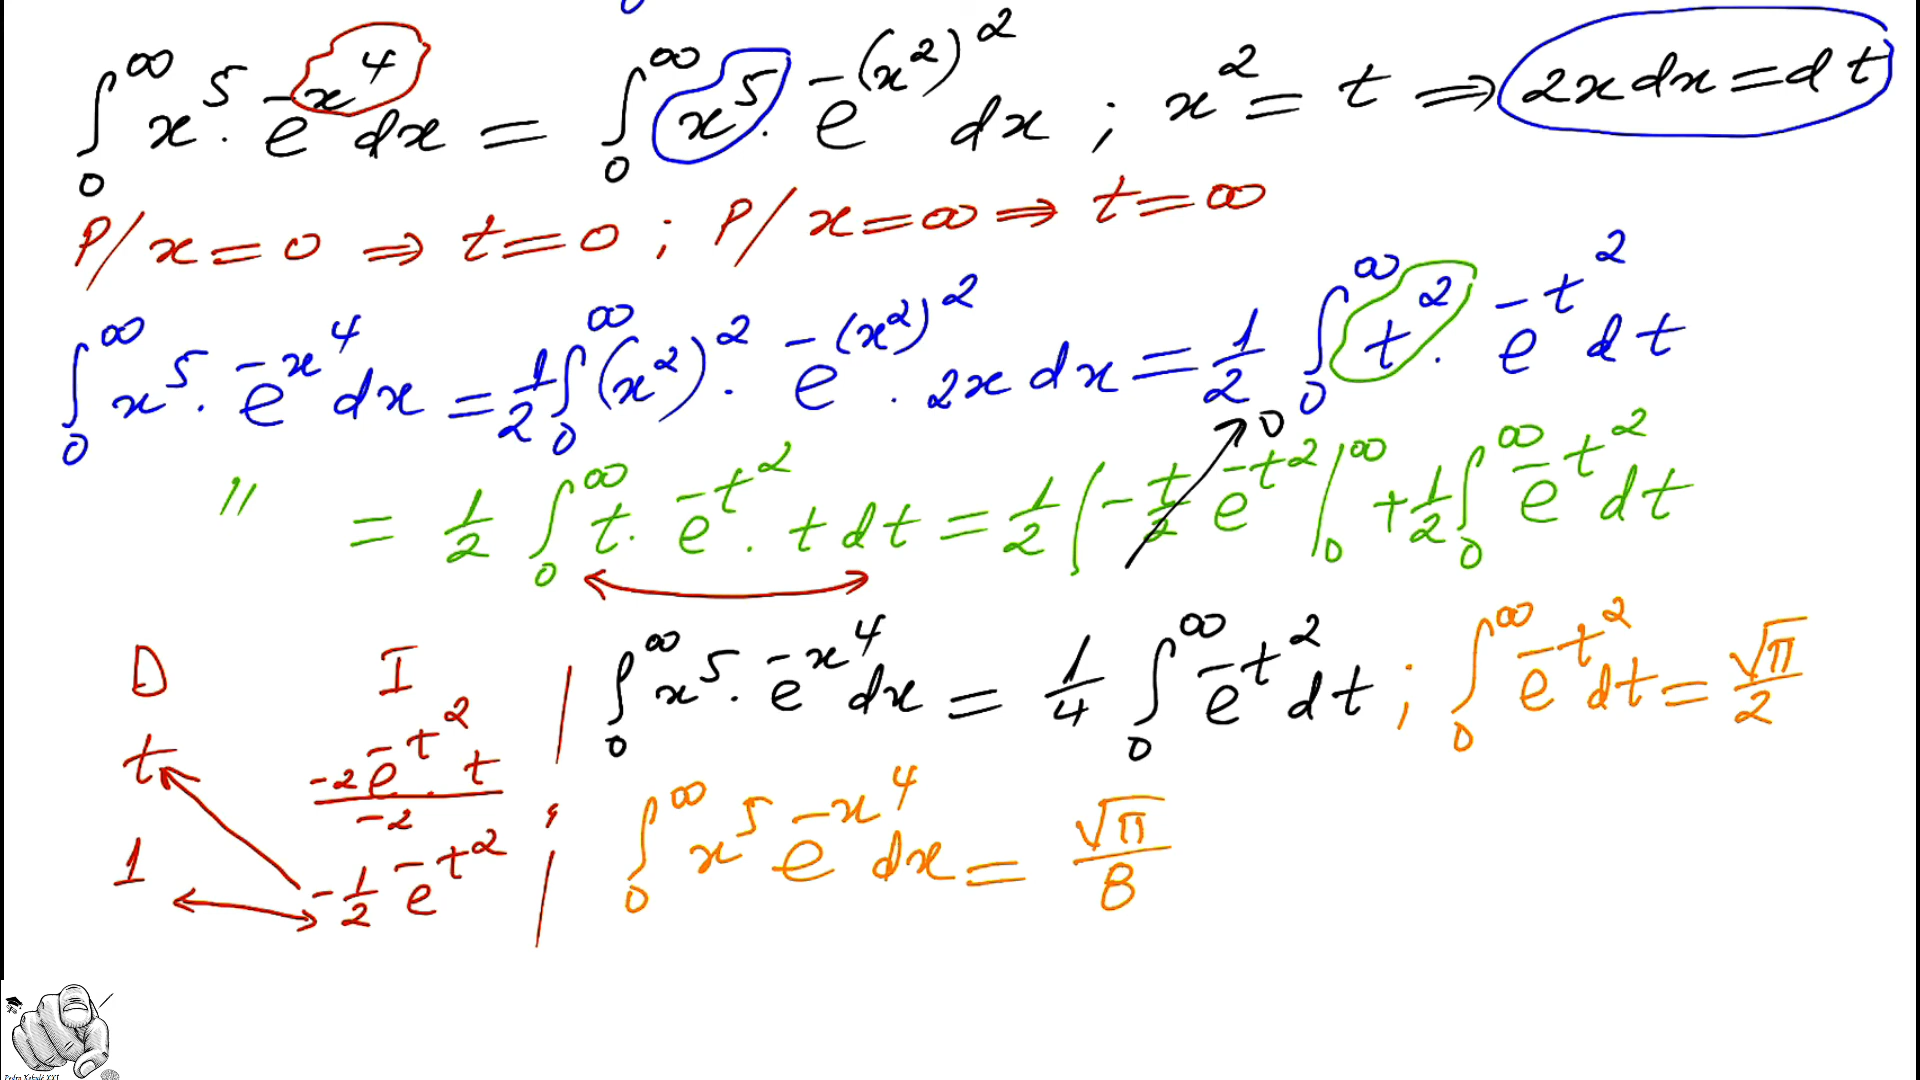 ∫₀^∞ x⁵·e^(-x⁴) dx = ∫₀^∞ x⁵·e^(-(x²)²) dx ; x² = t ⇒ 2x dx = dt
P/ x=0 ⇒ t=0 ; P/ x=∞ ⇒ t=∞
∫₀^∞ x⁵·e^(-x⁴) dx = 1/2 ∫₀^∞ (x²)²·e^(-(x²)²)·2x dx = 1/2 ∫₀^∞ t²·e^(-t²) dt
" = 1/2 ∫₀^∞ t·e^(-t²)·t dt = 1/2 ( -t/2 e^(-t²) |₀^∞ + 1/2 ∫₀^∞ e^(-t²) dt
0
D I
t -2e^(-t²)·t / -2
1 -1/2 e^(-t²)
∫₀^∞ x⁵·e^(-x⁴) dx = 1/4 ∫₀^∞ e^(-t²) dt ; ∫₀^∞ e^(-t²) dt = √π/2
∫₀^∞ x⁵ e^(-x⁴) dx = √π/8